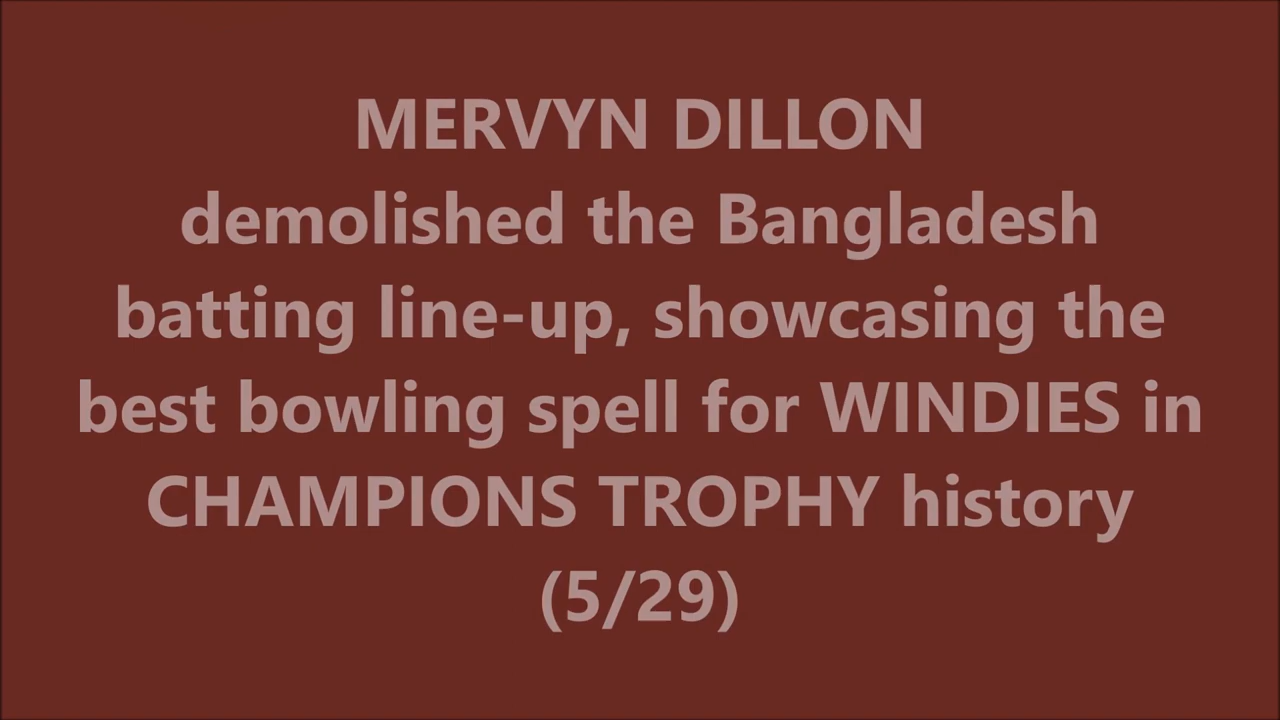 MERVYN DILLON
demolished the Bangladesh
batting line-up, showcasing the
best bowling spell for WINDIES in
CHAMPIONS TROPHY history
(5/29)